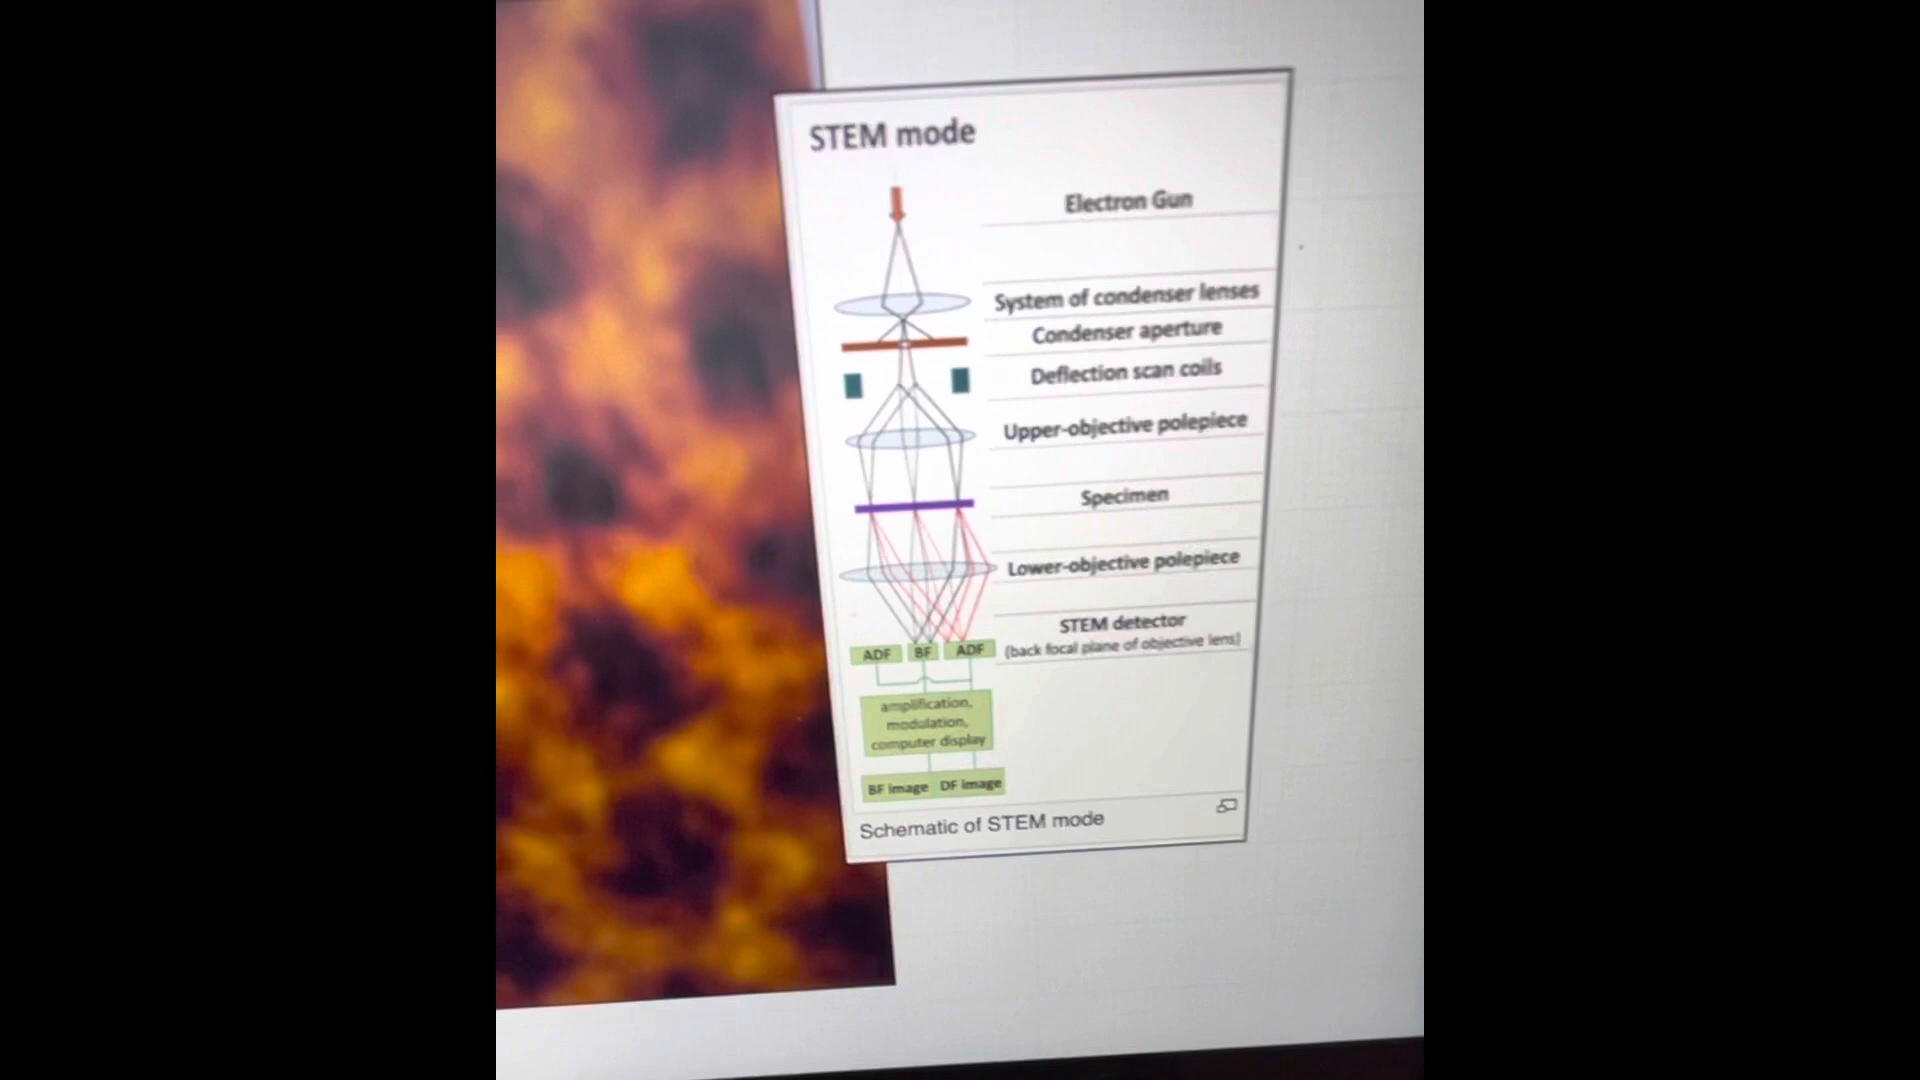 STEM mode
Electron Gun
System of condenser lenses
Condenser aperture
Deflection scan coils
Upper-objective polepiece
Specimen
Lower-objective polepiece
STEM detector
(back focal plane of objective lens)
ADF BF ADF
amplification,
modulation,
computer display
BF image DF image
Schematic of STEM mode